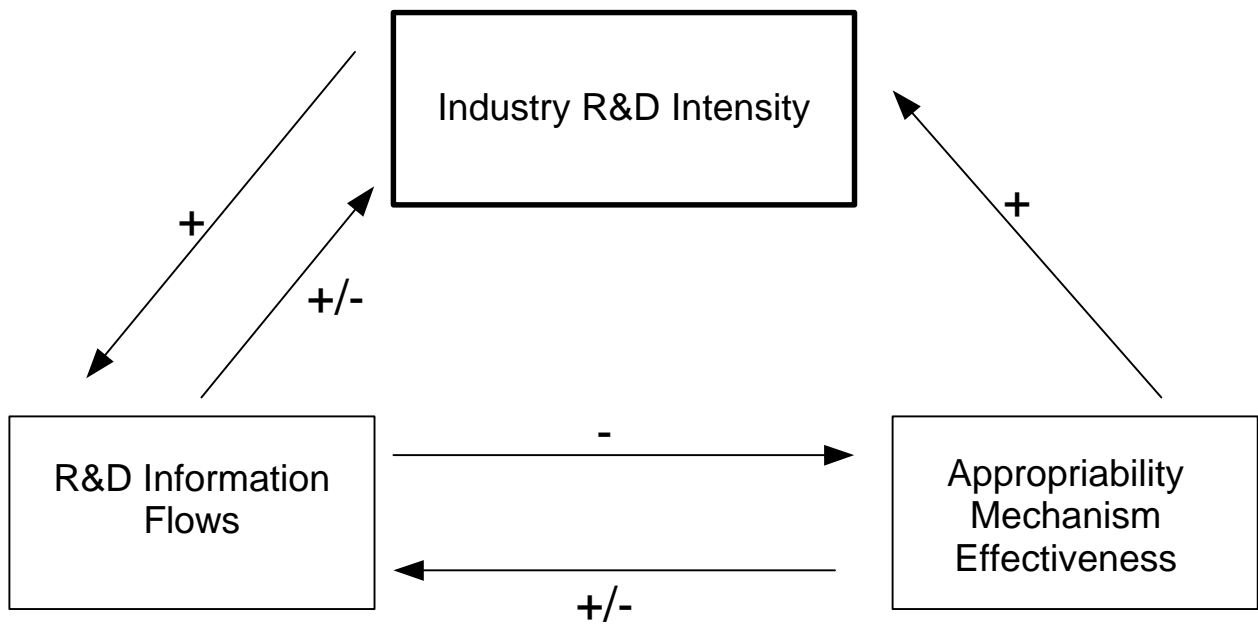 Industry R&D Intensity
+
+
+/-
-
R&D Information
Flows
Appropriability
Mechanism
Effectiveness
+/-